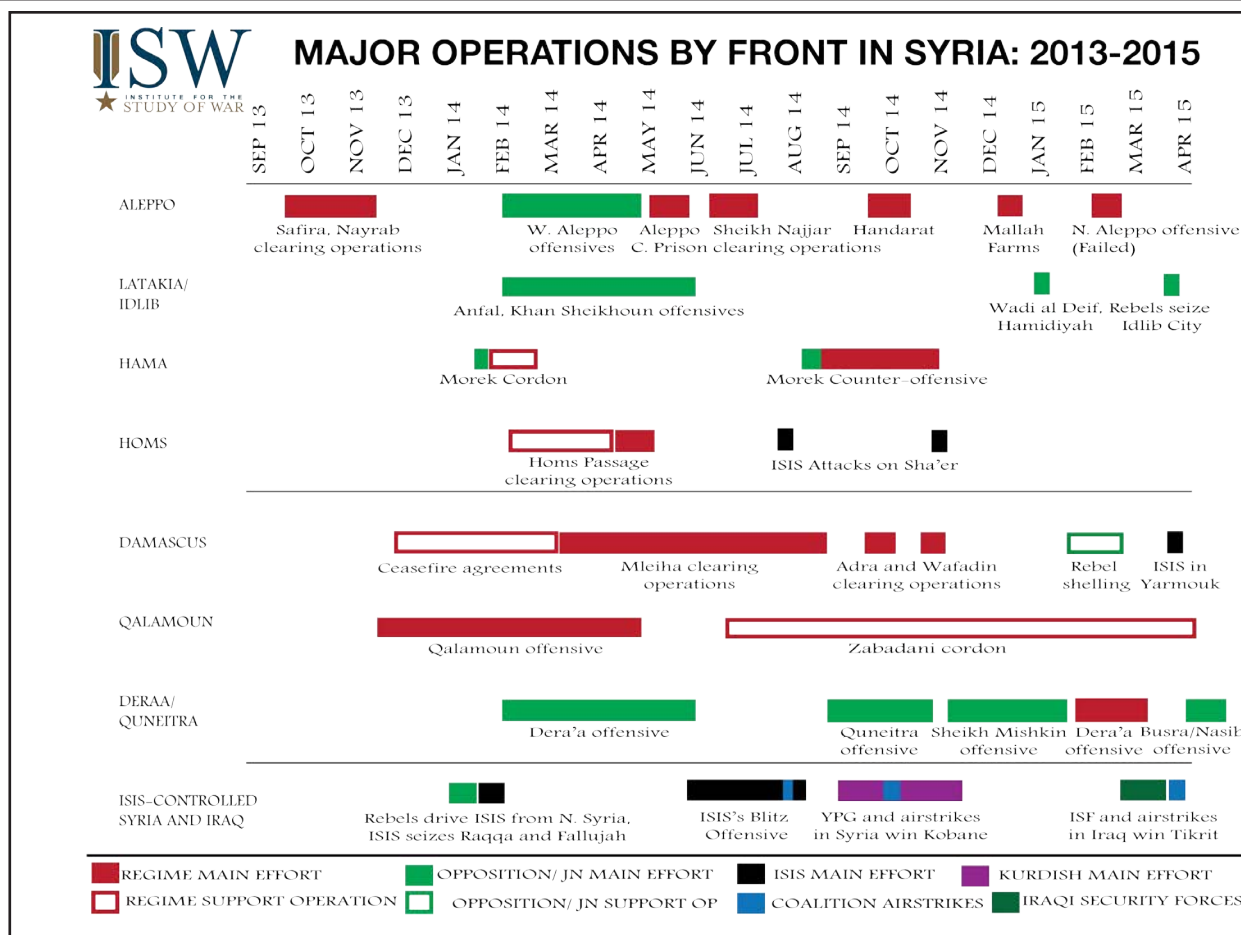 ISW
INSTITUTE FOR THE
STUDY OF WAR
MAJOR OPERATIONS BY FRONT IN SYRIA: 2013-2015
SEP 13
OCT 13
NOV 13
DEC 13
JAN 14
FEB 14
MAR 14
APR 14
MAY 14
JUN 14
JUL 14
AUG 14
SEP 14
OCT 14
NOV 14
DEC 14
JAN 15
FEB 15
MAR 15
APR 15
ALEPPO
Safira, Nayrab
clearing operations
W. Aleppo
offensives
Aleppo
C. Prison
Sheikh Najjar
clearing operations
Handarat
Mallah
Farms
N. Aleppo offensive
(Failed)
LATAKIA/
IDLIB
Anfal, Khan Sheikhoun offensives
Wadi al Deif,
Hamidiyah
Rebels seize
Idlib City
HAMA
Morek Cordon
Morek Counter-offensive
HOMS
Homs Passage
clearing operations
ISIS Attacks on Sha'er
DAMASCUS
Ceasefire agreements
Mleiha clearing
operations
Adra and Wafadin
clearing operations
Rebel
shelling
ISIS in
Yarmouk
QALAMOUN
Qalamoun offensive
Zabadani cordon
DERAA/
QUNEITRA
Dera'a offensive
Quneitra
offensive
Sheikh Mishkin
offensive
Dera'a
offensive
Busra/Nasib
offensive
ISIS-CONTROLLED
SYRIA AND IRAQ
Rebels drive ISIS from N. Syria,
ISIS seizes Raqqa and Fallujah
ISIS's Blitz
Offensive
YPG and airstrikes
in Syria win Kobane
ISF and airstrikes
in Iraq win Tikrit
REGIME MAIN EFFORT
OPPOSITION/ JN MAIN EFFORT
ISIS MAIN EFFORT
KURDISH MAIN EFFORT
REGIME SUPPORT OPERATION
OPPOSITION/ JN SUPPORT OP
COALITION AIRSTRIKES
IRAQI SECURITY FORCES